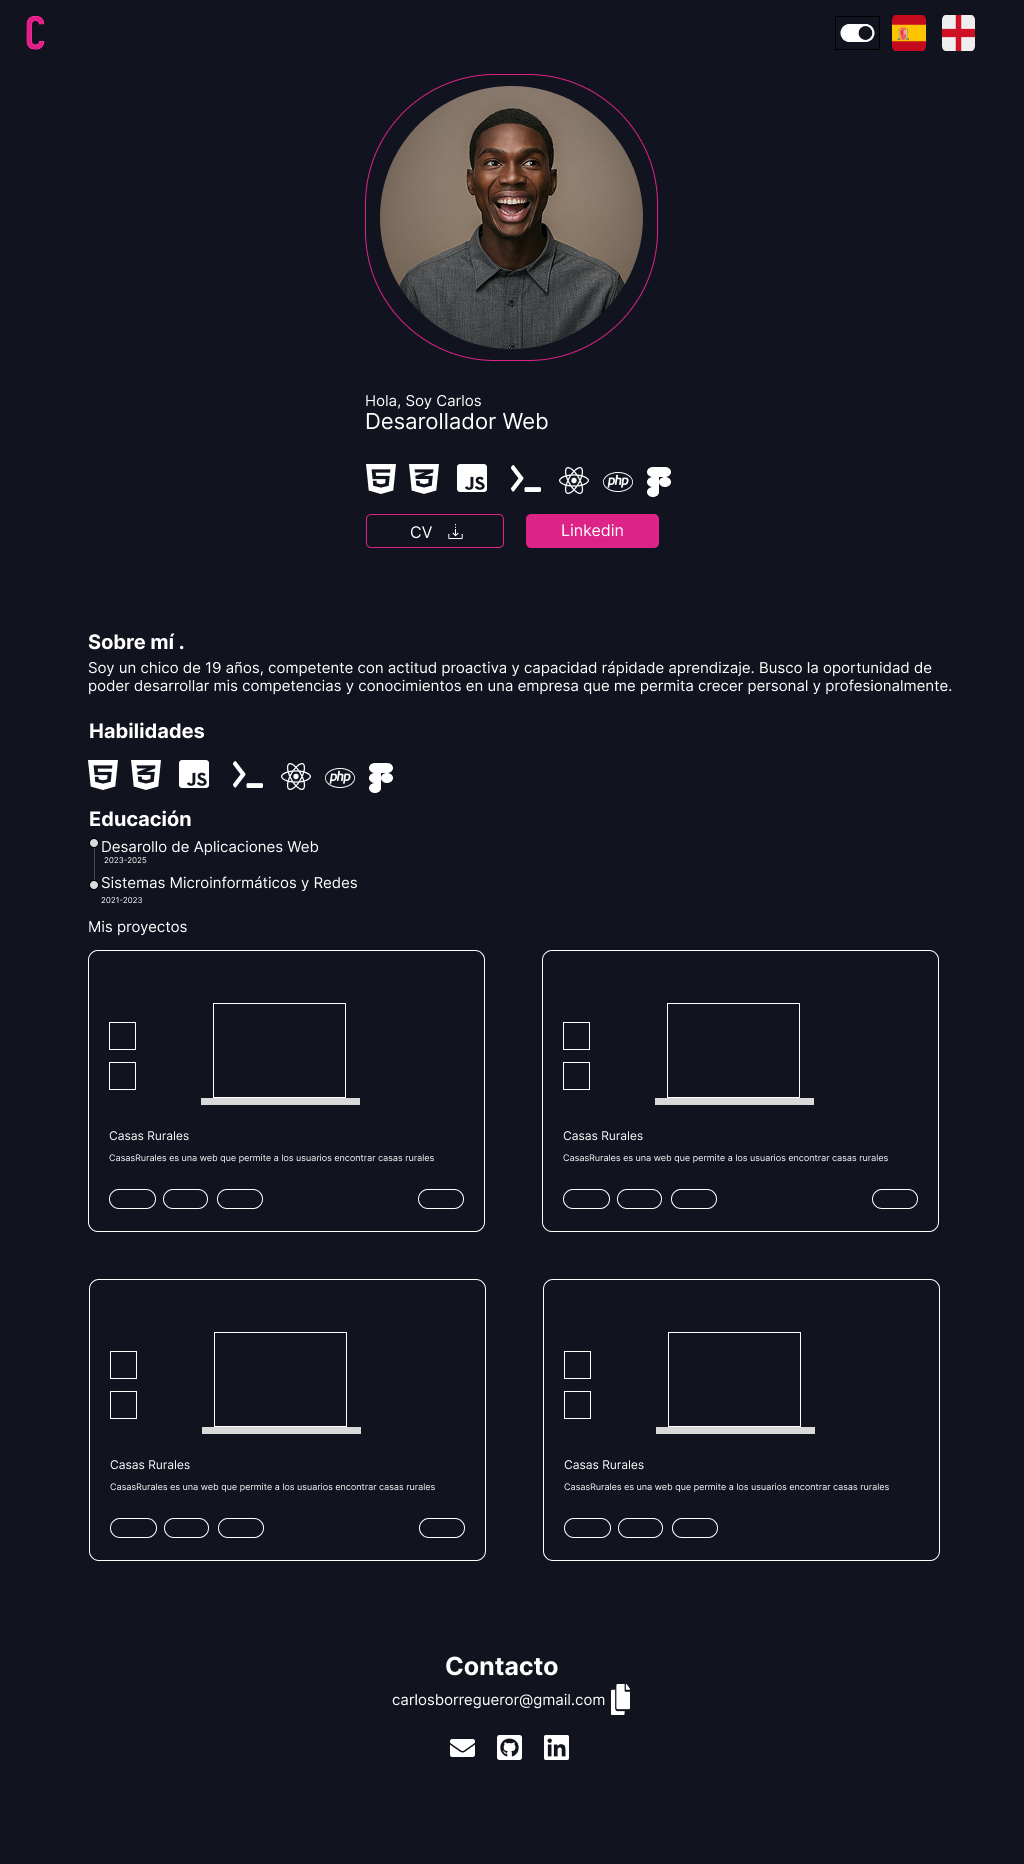 C
Hola, Soy Carlos
Desarollador Web
JS
php
CV
Linkedin
Sobre mí .
Soy un chico de 19 años, competente con actitud proactiva y capacidad rápidade aprendizaje. Busco la oportunidad de
poder desarrollar mis competencias y conocimientos en una empresa que me permita crecer personal y profesionalmente.
Habilidades
JS
php
Educación
Desarollo de Aplicaciones Web
2023-2025
Sistemas Microinformáticos y Redes
2021-2023
Mis proyectos
Casas Rurales
CasasRurales es una web que permite a los usuarios encontrar casas rurales
Casas Rurales
CasasRurales es una web que permite a los usuarios encontrar casas rurales
Casas Rurales
CasasRurales es una web que permite a los usuarios encontrar casas rurales
Casas Rurales
CasasRurales es una web que permite a los usuarios encontrar casas rurales
Contacto
carlosborregueror@gmail.com
in